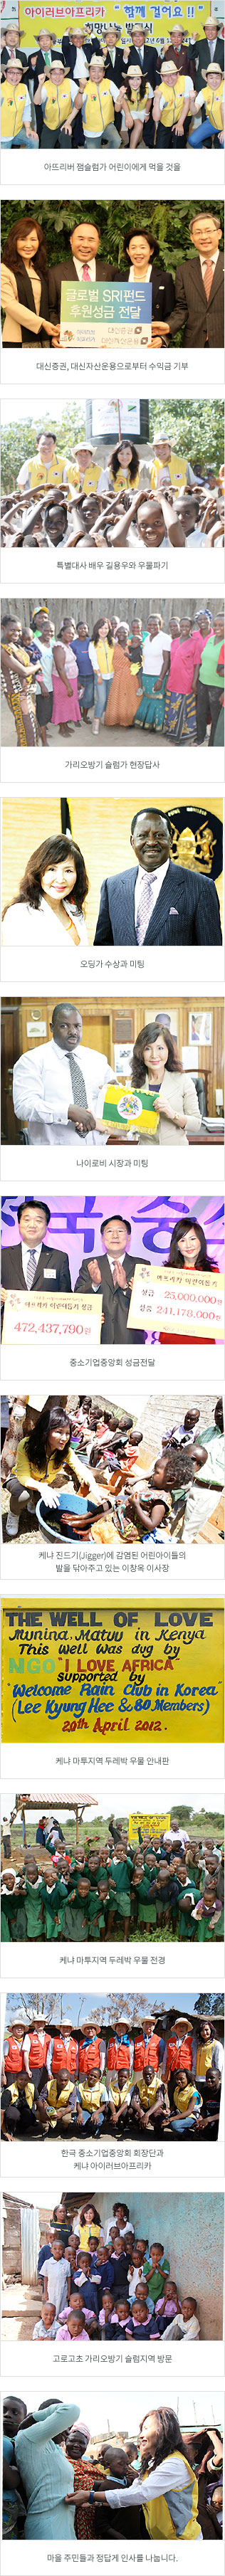 아이러브아프리카 " 함께 걸어요 !! "
아뜨리버 잼슬럼가 어린이에게 먹을 것을
글로벌 SRI펀드
후원성금 전달
대신증권
대신자산운용
대신증권, 대신자산운용으로부터 수익금 기부
특별대사 배우 길용우와 우물파기
가리오방기 슬럼가 현장답사
오딩가 수상과 미팅
나이로비 시장과 미팅
472,437,790원
성금 25,000,000원
241,178,000원
중소기업중앙회 성금전달
케냐 진드기(Jigger)에 감염된 어린아이들의
발을 닦아주고 있는 이창옥 이사장
THE WELL OF LOVE
Mwina. Matuu in Kenya
This well was dug by
NGO "I LOVE AFRICA
supported by
"Welcome Rain Club in Korea"
(Lee Kyung Hee & 80 Members)
20th April 2012.
케냐 마투지역 두레박 우물 안내판
케냐 마투지역 두레박 우물 전경
한국 중소기업중앙회 회장단과
케냐 아이러브아프리카
고로고초 가리오방기 슬럼지역 방문
마을 주민들과 정답게 인사를 나눕니다.